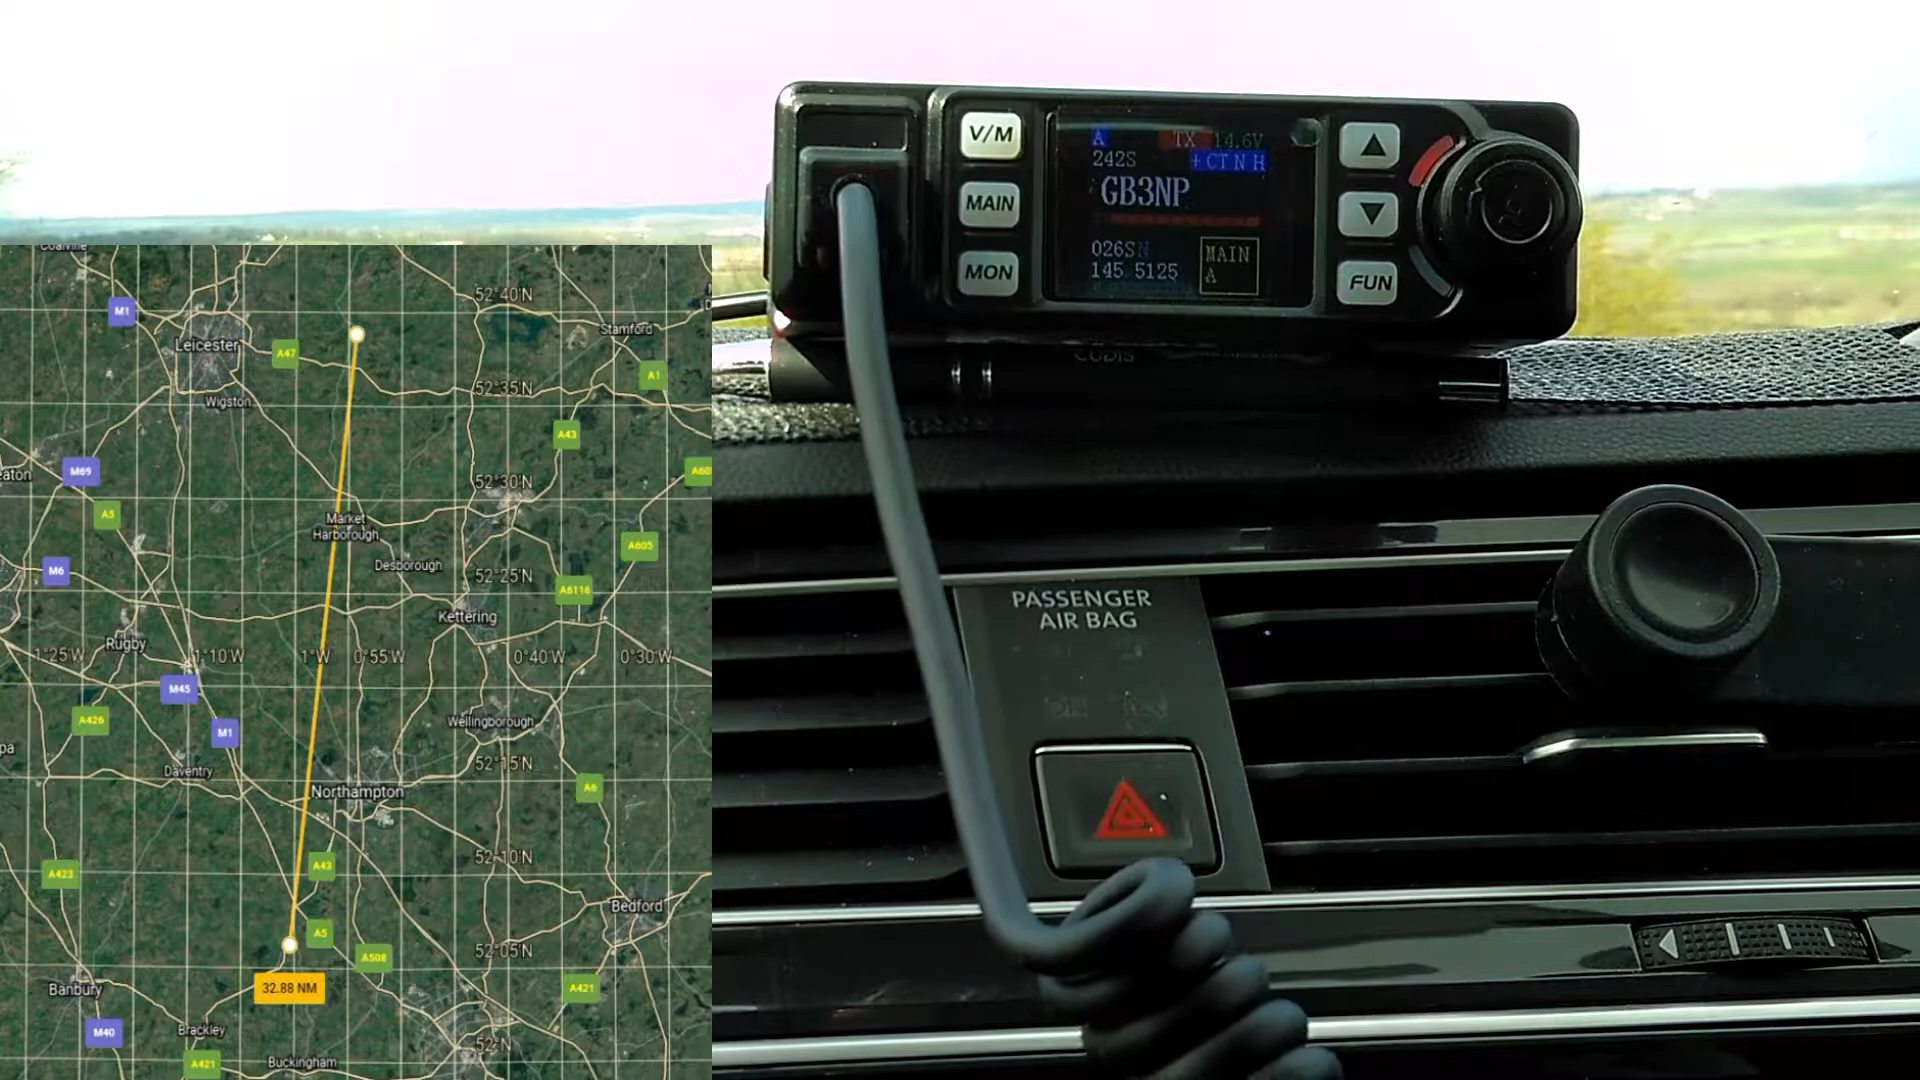 V/M
MAIN
MON
A TX 14.6V
242S + CT N H
GB3NP
026S N
145 5125
MAIN
A
FUN
PASSENGER
AIR BAG
Coalville
M1
Leicester
A47
52°40'N
Stamford
A1
52°35'N
Wigston
A43
M69
52°30'N
A5
Market
Harborough
A605
M6
Desborough
52°25'N
A6116
Kettering
Rugby
1°25'W
1°10'W
1°W
0°55'W
0°40'W
0°30'W
M45
A426
M1
Wellingborough
Daventry
52°15'N
Northampton
A6
52°10'N
A43
A423
Bedford
A5
52°05'N
A508
32.88 NM
Banbury
A421
M40
Brackley
52°N
A421
Buckingham